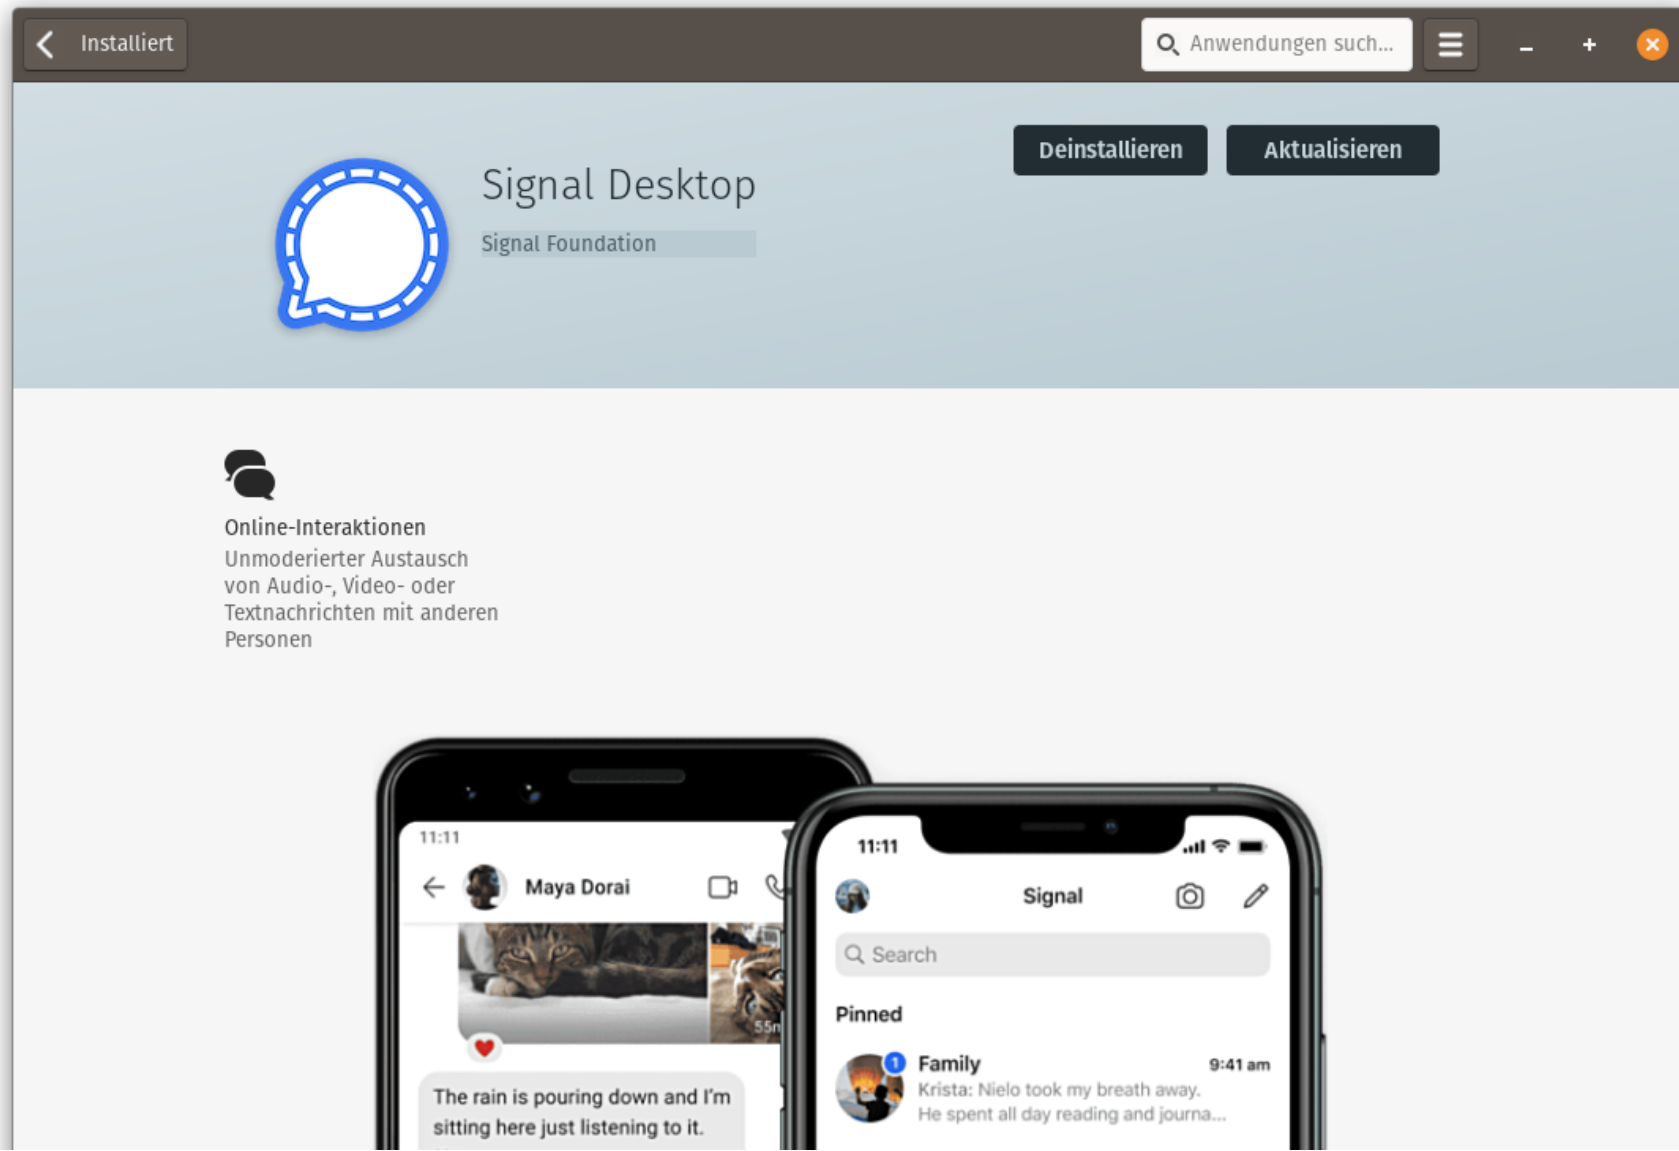 Installiert
Anwendungen such...
Deinstallieren
Aktualisieren
Signal Desktop
Signal Foundation
Online-Interaktionen
Unmoderierter Austausch
von Audio-, Video- oder
Textnachrichten mit anderen
Personen
11:11
Maya Dorai
The rain is pouring down and I'm
sitting here just listening to it.
11:11
Signal
Search
Pinned
1
Family
9:41 am
Krista: Nielo took my breath away.
He spent all day reading and journa...